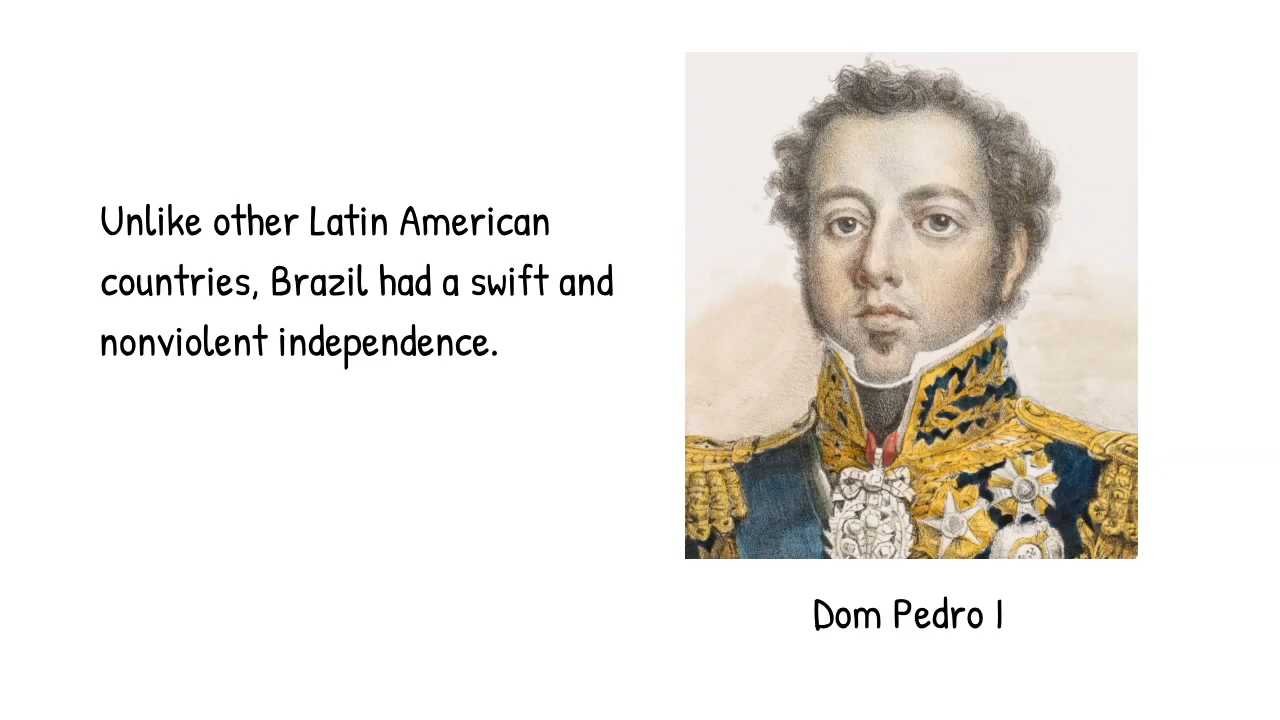 Unlike other Latin American
countries, Brazil had a swift and
nonviolent independence.
Dom Pedro I